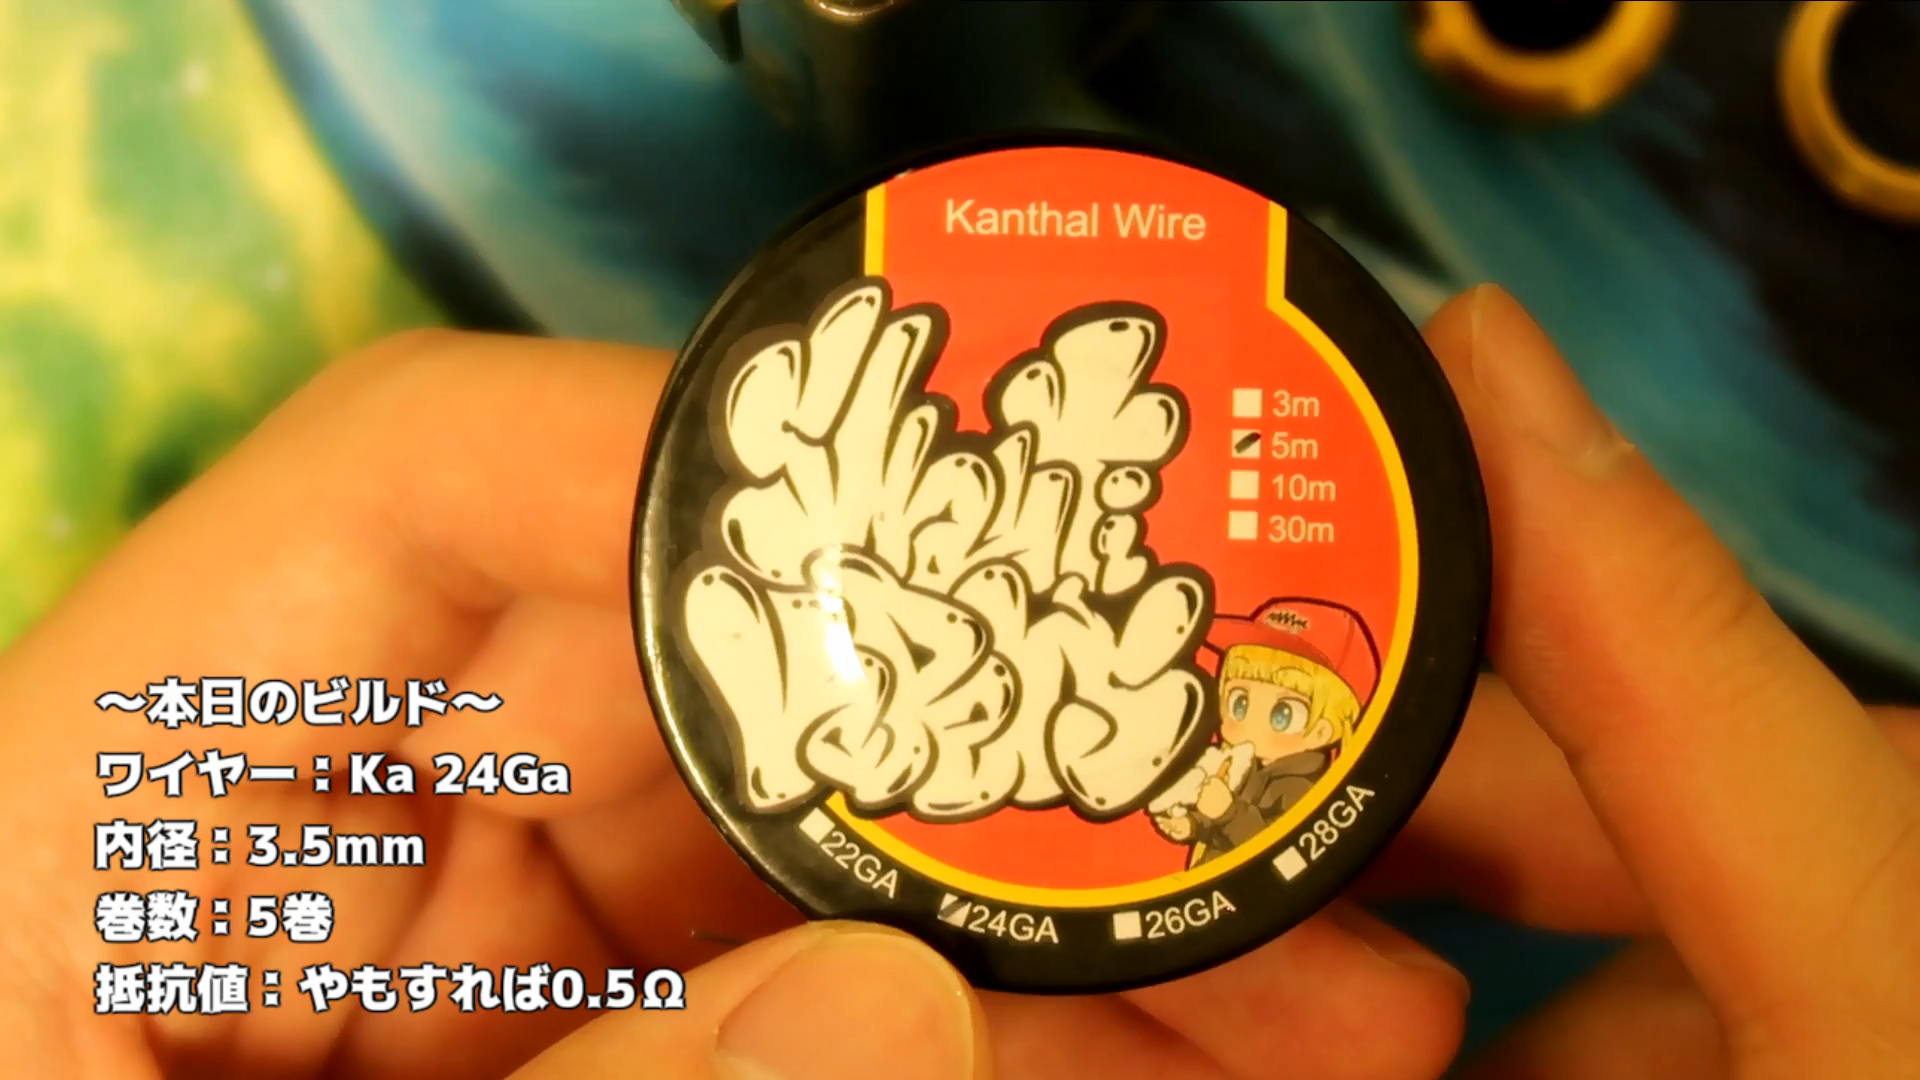 Kanthal Wire
3m
5m
10m
30m
22GA
24GA
26GA
28GA
〜本日のビルド〜
ワイヤー：Ka 24Ga
内径：3.5mm
巻数：5巻
抵抗値：やもすれば0.5Ω